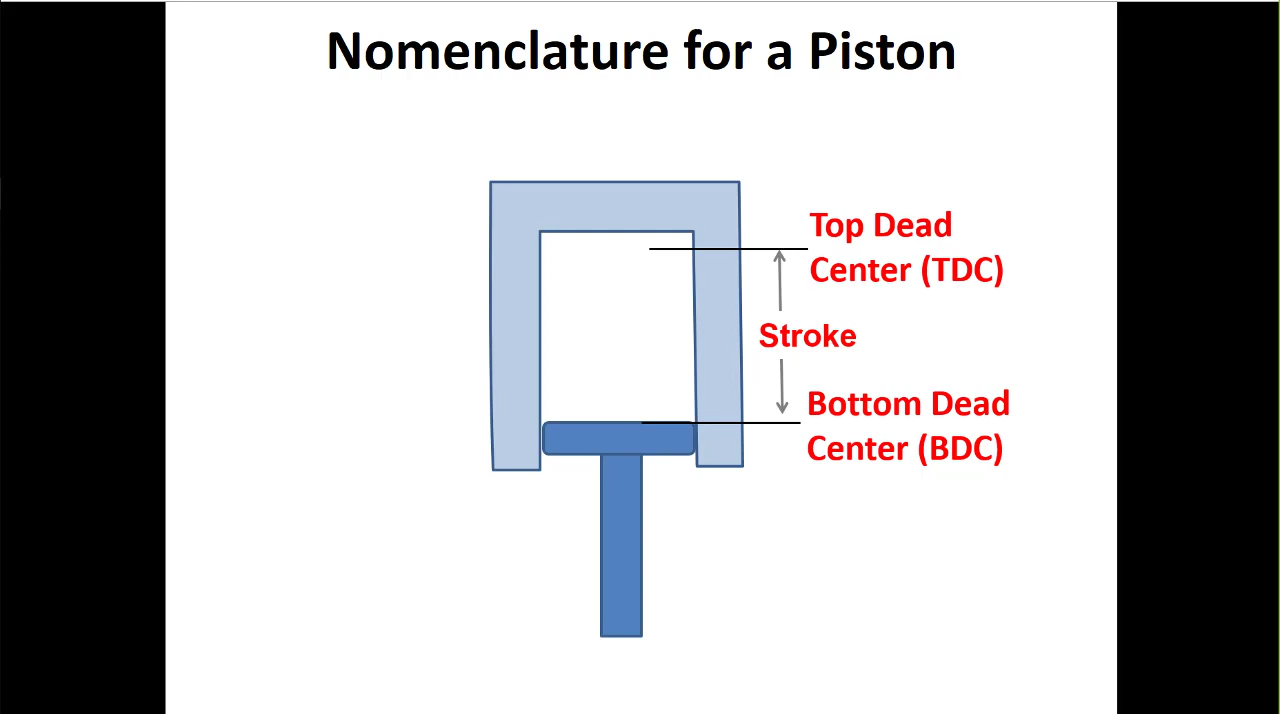 Nomenclature for a Piston
Top Dead
Center (TDC)
Stroke
Bottom Dead
Center (BDC)